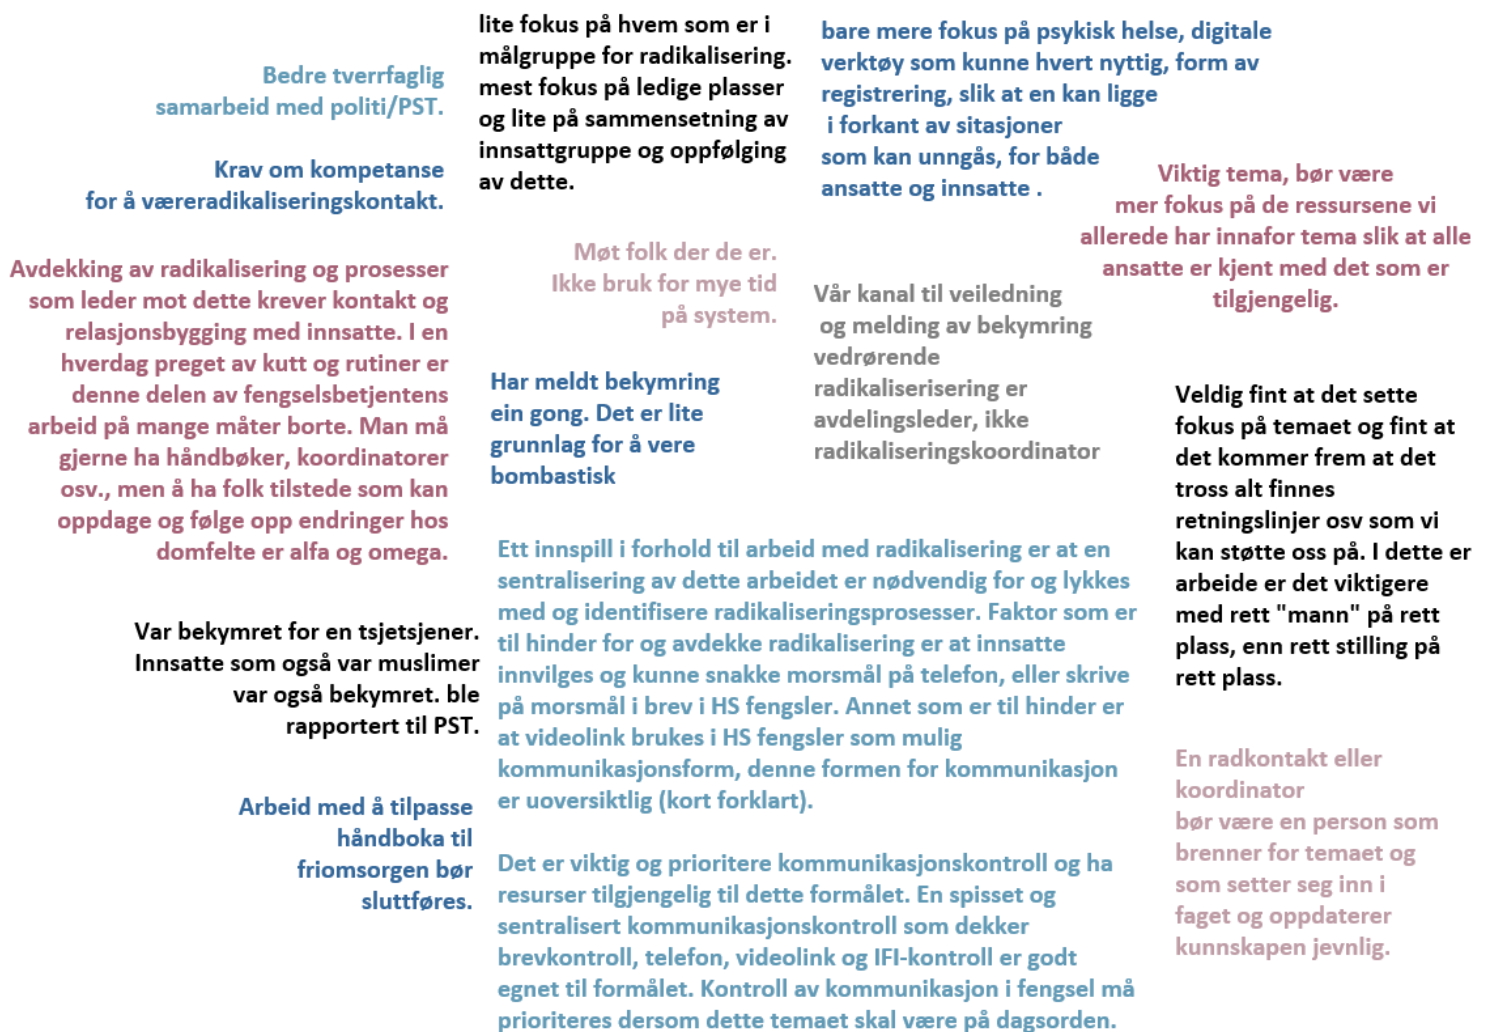 Bedre tverrfaglig
samarbeid med politi/PST.
Krav om kompetanse
for å væreradikaliseringskontakt.
Avdekking av radikalisering og prosesser
som leder mot dette krever kontakt og
relasjonsbygging med innsatte. I en
hverdag preget av kutt og rutiner er
denne delen av fengselsbetjentens
arbeid på mange måter borte. Man må
gjerne ha håndbøker, koordinatorer
osv., men å ha folk tilstede som kan
oppdage og følge opp endringer hos
domfelte er alfa og omega.
Var bekymret for en tsjetsjener.
Innsatte som også var muslimer
var også bekymret. ble
rapportert til PST.
Arbeid med å tilpasse
håndboka til
friomsorgen bør
sluttføres.
lite fokus på hvem som er i
målgruppe for radikalisering.
mest fokus på ledige plasser
og lite på sammensetning av
innsattgruppe og oppfølging
av dette.
Møt folk der de er.
Ikke bruk for mye tid
på system.
Har meldt bekymring
ein gong. Det er lite
grunnlag for å vere
bombastisk
Ett innspill i forhold til arbeid med radikalisering er at en
sentralisering av dette arbeidet er nødvendig for og lykkes
med og identifisere radikaliseringsprosesser. Faktor som er
til hinder for og avdekke radikalisering er at innsatte
innvilges og kunne snakke morsmål på telefon, eller skrive
på morsmål i brev i HS fengsler. Annet som er til hinder er
at videolink brukes i HS fengsler som mulig
kommunikasjonsform, denne formen for kommunikasjon
er uoversiktlig (kort forklart).
Det er viktig og prioritere kommunikasjonskontroll og ha
resurser tilgjengelig til dette formålet. En spisset og
sentralisert kommunikasjonskontroll som dekker
brevkontroll, telefon, videolink og IFI-kontroll er godt
egnet til formålet. Kontroll av kommunikasjon i fengsel må
prioriteres dersom dette temaet skal være på dagsorden.
bare mere fokus på psykisk helse, digitale
verktøy som kunne hvert nyttig, form av
registrering, slik at en kan ligge
i forkant av sitasjoner
som kan unngås, for både
ansatte og innsatte .
Vår kanal til veiledning
og melding av bekymring
vedrørende
radikaliserisering er
avdelingsleder, ikke
radikaliseringskoordinator
Viktig tema, bør være
mer fokus på de ressursene vi
allerede har innafor tema slik at alle
ansatte er kjent med det som er
tilgjengelig.
Veldig fint at det sette
fokus på temaet og fint at
det kommer frem at det
tross alt finnes
retningslinjer osv som vi
kan støtte oss på. I dette er
arbeide er det viktigere
med rett "mann" på rett
plass, enn rett stilling på
rett plass.
En radkontakt eller
koordinator
bør være en person som
brenner for temaet og
som setter seg inn i
faget og oppdaterer
kunnskapen jevnlig.